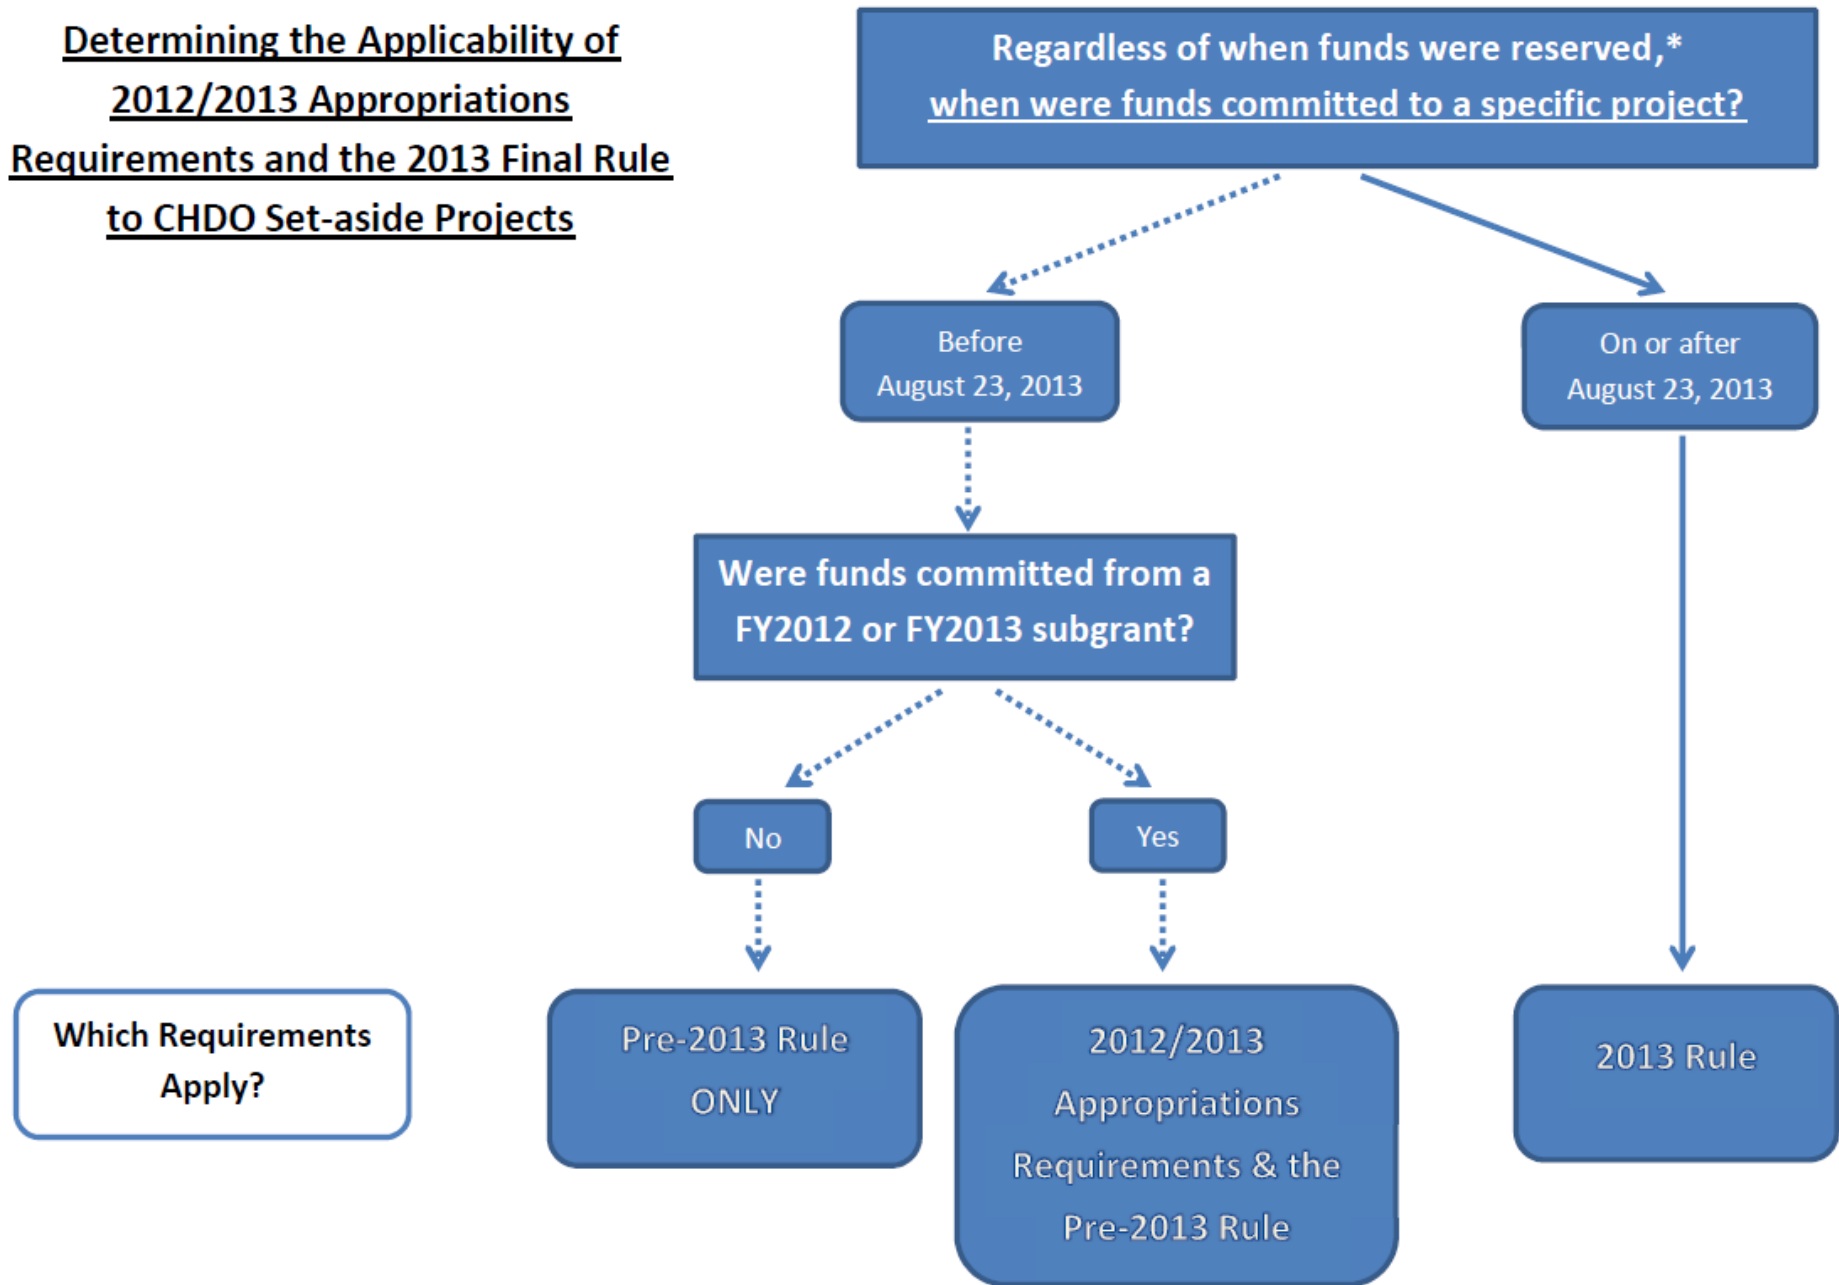 Determining the Applicability of
2012/2013 Appropriations
Requirements and the 2013 Final Rule
to CHDO Set-aside Projects
Regardless of when funds were reserved,*
when were funds committed to a specific project?
Before
August 23, 2013
On or after
August 23, 2013
Were funds committed from a
FY2012 or FY2013 subgrant?
No
Yes
Which Requirements
Apply?
Pre-2013 Rule
ONLY
2012/2013
Appropriations
Requirements & the
Pre-2013 Rule
2013 Rule